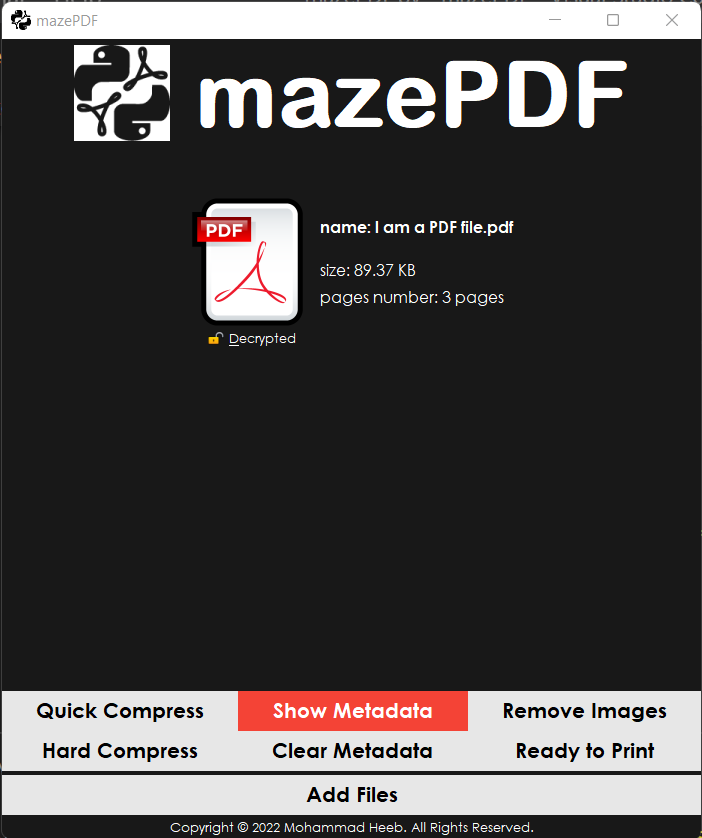 mazePDF
mazePDF
PDF
name: I am a PDF file.pdf
size: 89.37 KB
pages number: 3 pages
Decrypted
Quick Compress Show Metadata Remove Images
Hard Compress Clear Metadata Ready to Print
Add Files
Copyright © 2022 Mohammad Heeb. All Rights Reserved.